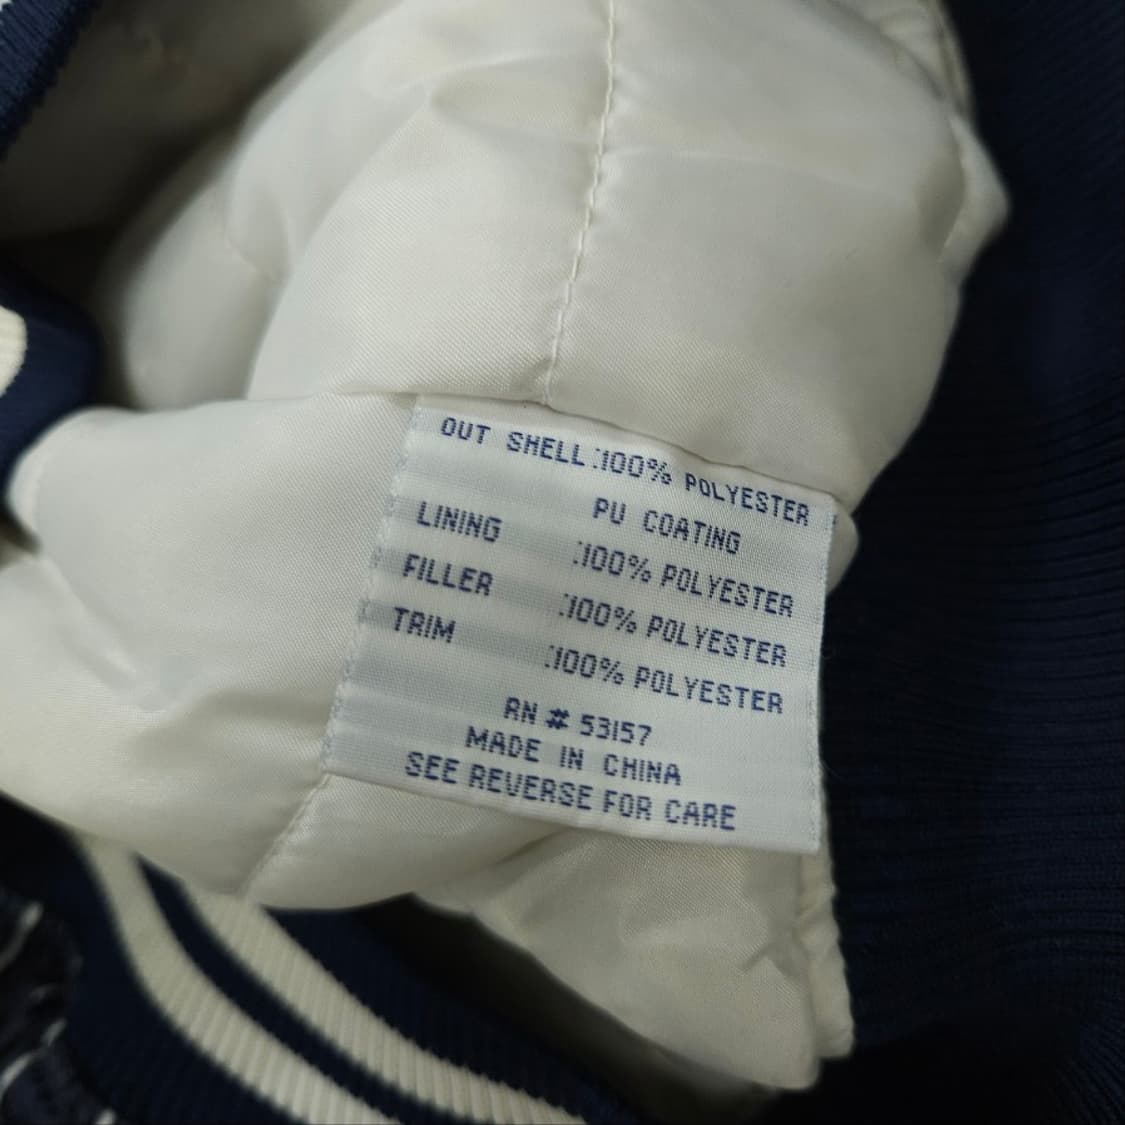 OUT SHELL :100% POLYESTER
PU COATING
LINING :100% POLYESTER
FILLER :100% POLYESTER
TRIM :100% POLYESTER
RN # 53157
MADE IN CHINA
SEE REVERSE FOR CARE